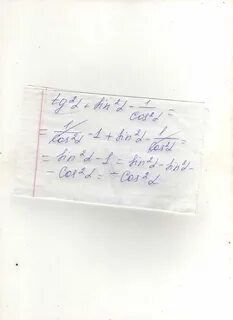 tg²α + sin²α - 1/cos²α =
= 1/cos²α - 1 + sin²α - 1/cos²α =
= sin²α - 1 = sin²α - sin²α -
- cos²α = - cos²α